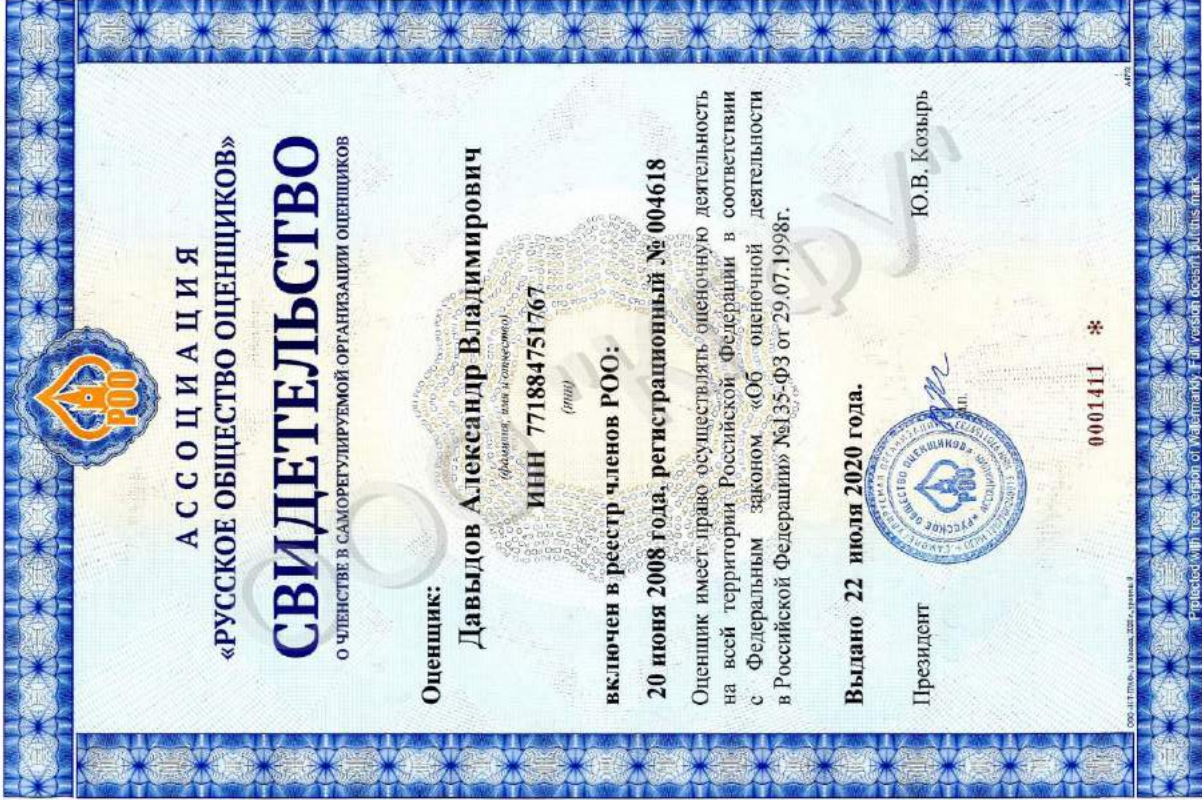 РОО
АССОЦИАЦИЯ
«РУССКОЕ ОБЩЕСТВО ОЦЕНЩИКОВ»
СВИДЕТЕЛЬСТВО
О ЧЛЕНСТВЕ В САМОРЕГУЛИРУЕМОЙ ОРГАНИЗАЦИИ ОЦЕНЩИКОВ
Оценщик:
Давыдов Александр Владимирович
(фамилия, имя и отчество)
ИНН 771884751767
(инн)
включен в реестр членов РОО:
20 июня 2008 года, регистрационный № 004618
Оценщик имеет право осуществлять оценочную деятельность
на всей территории Российской Федерации в соответствии
с Федеральным законом «Об оценочной деятельности
в Российской Федерации» №135-ФЗ от 29.07.1998г.
Выдано 22 июля 2020 года.
Президент
М.П.
Ю.В. Козырь
РОО
0001411 *
Protected with free version of Watermark. Full version doesn't put this mark.